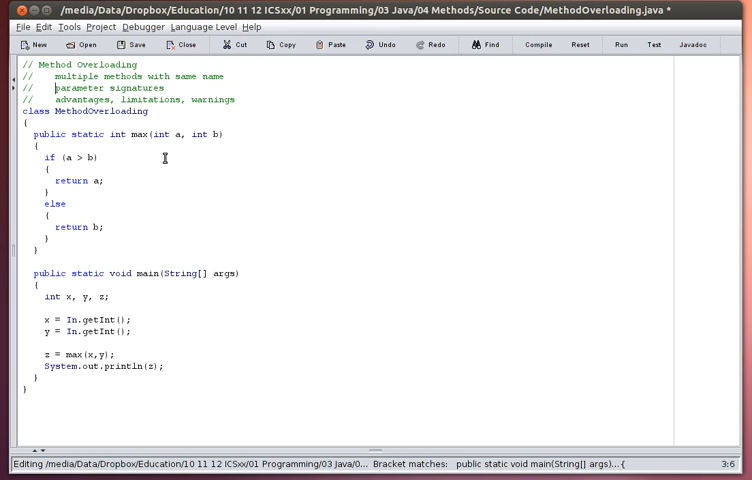 /media/Data/Dropbox/Education/10 11 12 ICSxx/01 Programming/03 Java/04 Methods/Source Code/MethodOverloading.java *
File Edit Tools Project Debugger Language Level Help
New Open Save Close Cut Copy Paste Undo Redo Find Compile Reset Run Test Javadoc
// Method Overloading
//    multiple methods with same name
//    parameter signatures
//    advantages, limitations, warnings
class MethodOverloading
{
  public static int max(int a, int b)
  {
    if (a > b)
    {
      return a;
    }
    else
    {
      return b;
    }
  }
  public static void main(String[] args)
  {
    int x, y, z;
    x = In.getInt();
    y = In.getInt();
    z = max(x,y);
    System.out.println(z);
  }
}
Editing /media/Data/Dropbox/Education/10 11 12 ICSxx/01 Programming/03 Java/0... Bracket matches: public static void main(String[] args)...{ 3:6